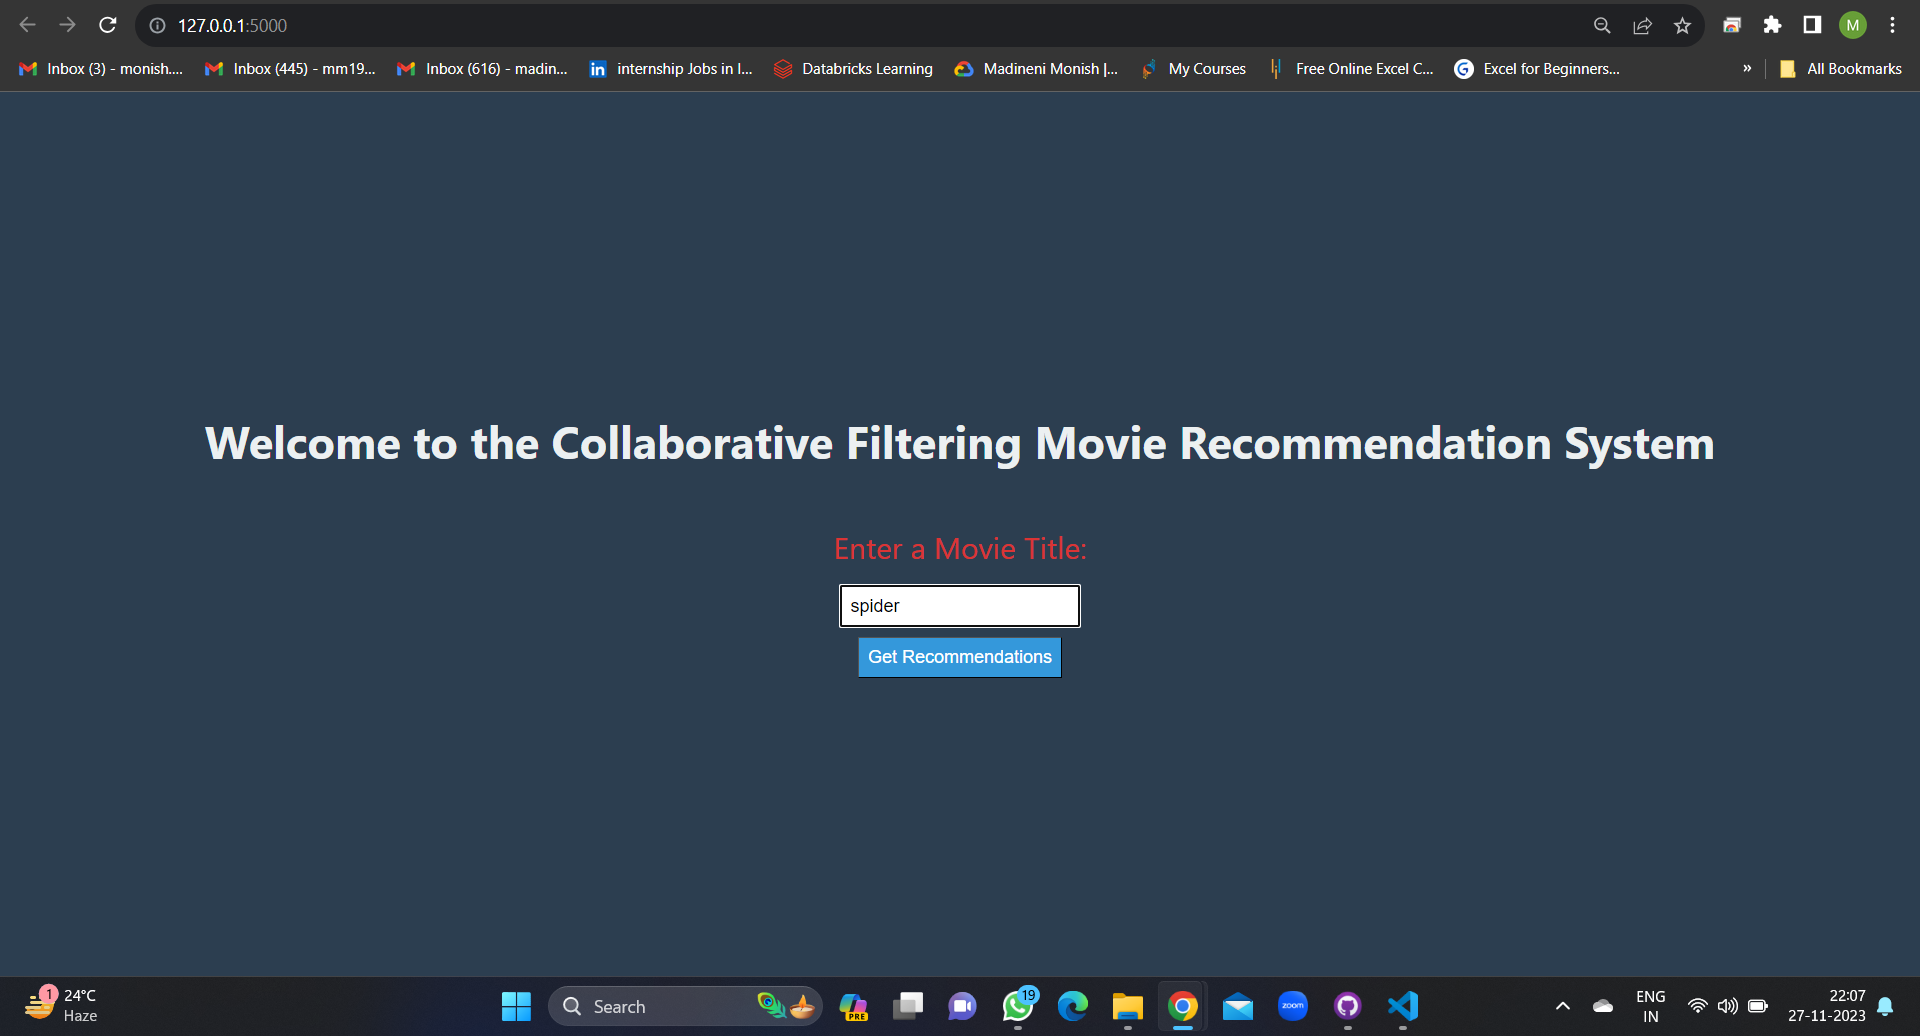 127.0.0.1:5000
M
Inbox (3) - monish....
Inbox (445) - mm19...
Inbox (616) - madin...
in
internship Jobs in I...
Databricks Learning
Madineni Monish |...
My Courses
Free Online Excel C...
G
Excel for Beginners...
»
All Bookmarks
Welcome to the Collaborative Filtering Movie Recommendation System
Enter a Movie Title:
spider
Get Recommendations
1
24°C
Haze
Search
PRE
19
zoom
ENG
IN
22:07
27-11-2023